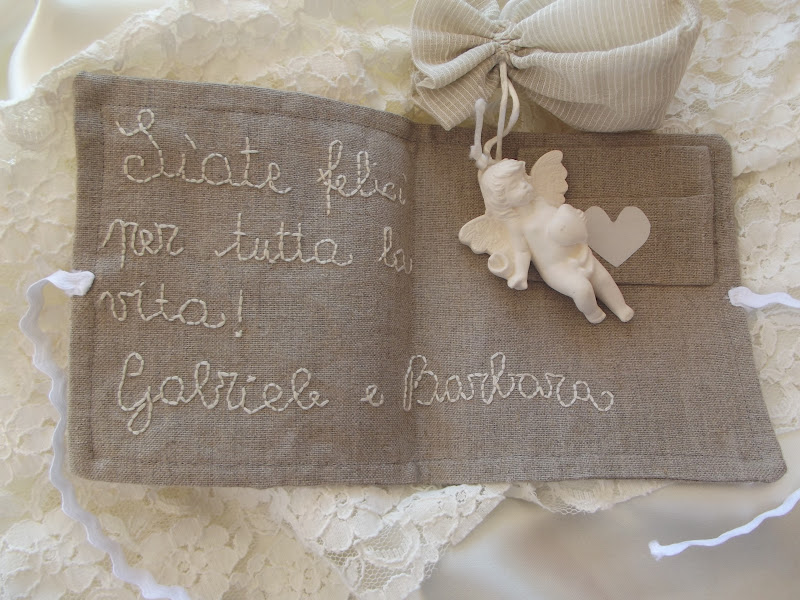 Siate felici
per tutta la
vita!
Gabriele e Barbara